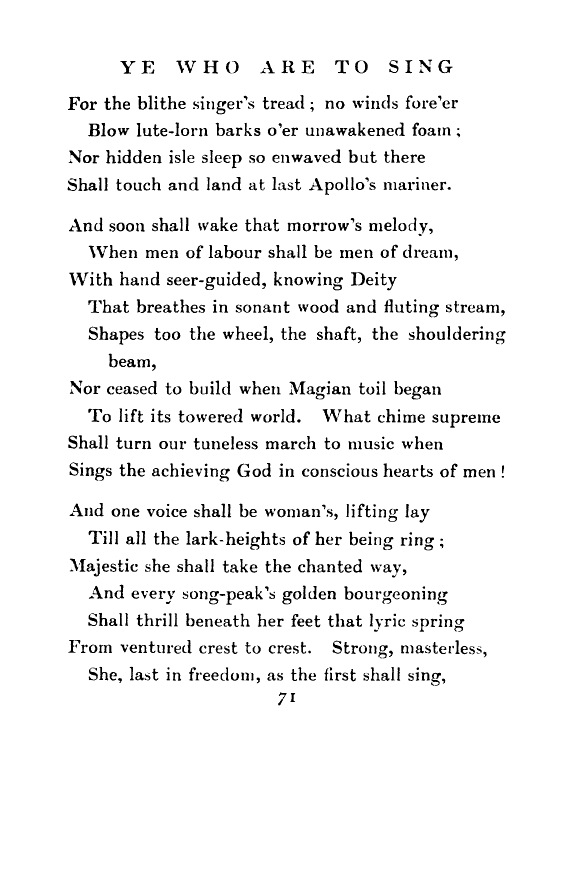 YE WHO ARE TO SING
For the blithe singer's tread ; no winds fore'er
Blow lute-lorn barks o'er unawakened foam ;
Nor hidden isle sleep so enwaved but there
Shall touch and land at last Apollo's mariner.
And soon shall wake that morrow's melody,
When men of labour shall be men of dream,
With hand seer-guided, knowing Deity
That breathes in sonant wood and fluting stream,
Shapes too the wheel, the shaft, the shouldering
beam,
Nor ceased to build when Magian toil began
To lift its towered world. What chime supreme
Shall turn our tuneless march to music when
Sings the achieving God in conscious hearts of men !
And one voice shall be woman's, lifting lay
Till all the lark-heights of her being ring ;
Majestic she shall take the chanted way,
And every song-peak's golden bourgeoning
Shall thrill beneath her feet that lyric spring
From ventured crest to crest. Strong, masterless,
She, last in freedom, as the first shall sing,
71